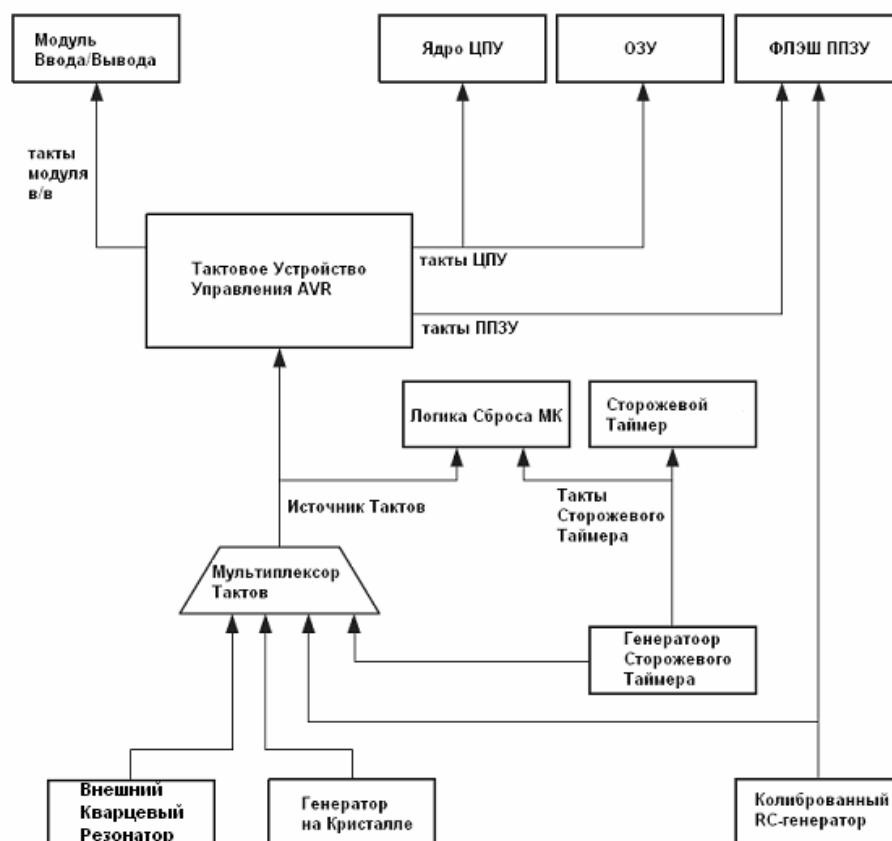 Модуль
Ввода/Вывода
Ядро ЦПУ
ОЗУ
ФЛЭШ ППЗУ
такты
модуля
в/в
Тактовое Устройство
Управления AVR
такты ЦПУ
такты ППЗУ
Логика Сброса МК
Сторожевой
Таймер
Источник Тактов
Такты
Сторожевого
Таймера
Мультиплексор
Тактов
Генератоор
Сторожевого
Таймера
Внешний
Кварцевый
Резонатор
Генератор
на Кристалле
Колиброванный
RC-генератор